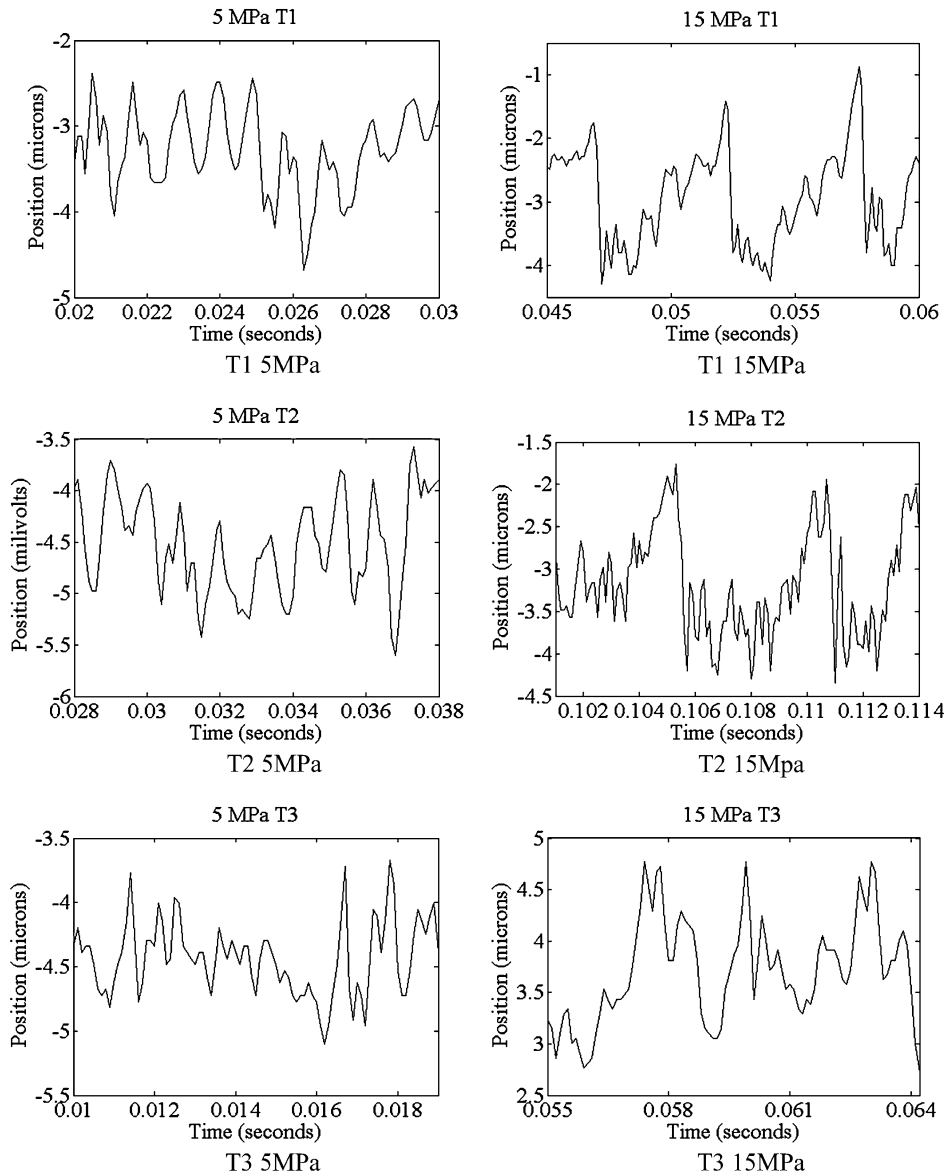 5 MPa T1
Position (microns)
-2
-3
-4
-5
0.02 0.022 0.024 0.026 0.028 0.03
Time (seconds)
T1 5MPa
15 MPa T1
Position (microns)
-1
-2
-3
-4
0.045 0.05 0.055 0.06
Time (seconds)
T1 15MPa
5 MPa T2
Position (milivolts)
-3.5
-4
-4.5
-5
-5.5
-6
0.028 0.03 0.032 0.034 0.036 0.038
Time (seconds)
T2 5MPa
15 MPa T2
Position (microns)
-1.5
-2
-2.5
-3
-3.5
-4
-4.5
0.102 0.104 0.106 0.108 0.11 0.112 0.114
Time (seconds)
T2 15Mpa
5 MPa T3
Position (microns)
-3.5
-4
-4.5
-5
-5.5
0.01 0.012 0.014 0.016 0.018
Time (seconds)
T3 5MPa
15 MPa T3
Position (microns)
5
4.5
4
3.5
3
2.5
0.055 0.058 0.061 0.064
Time (seconds)
T3 15MPa